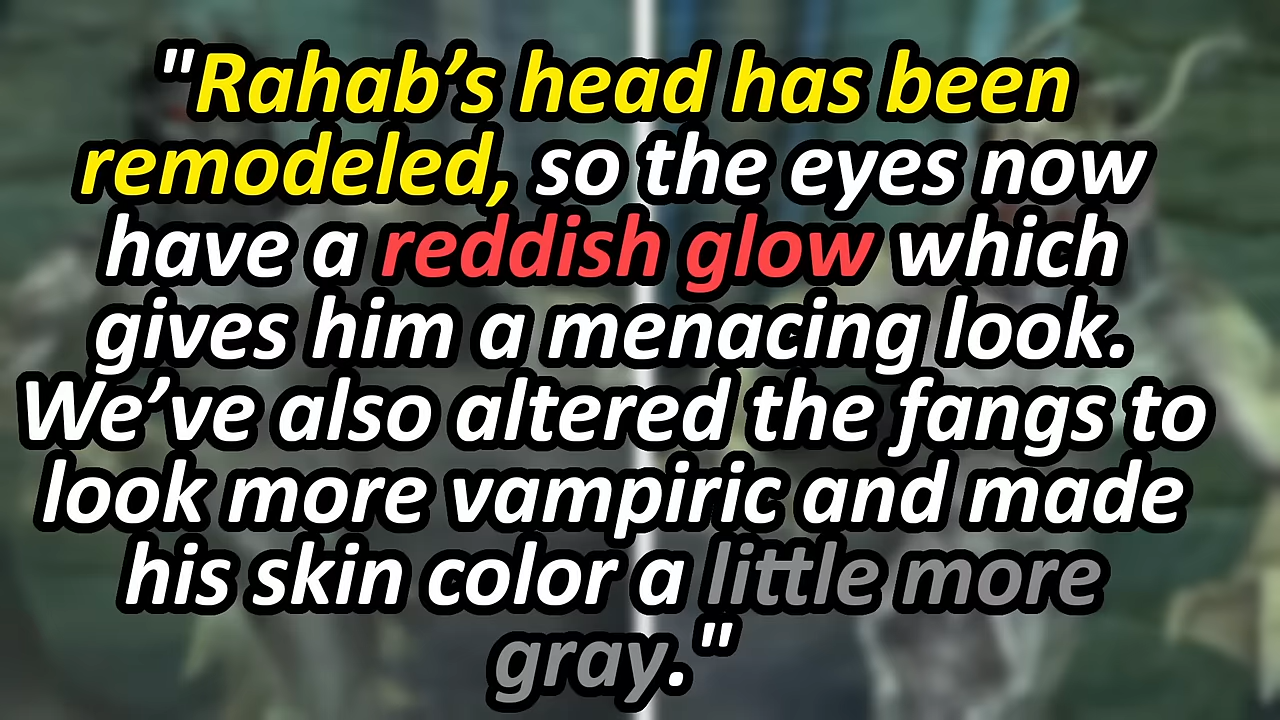 "Rahab’s head has been
remodeled, so the eyes now
have a reddish glow which
gives him a menacing look.
We’ve also altered the fangs to
look more vampiric and made
his skin color a little more
gray."